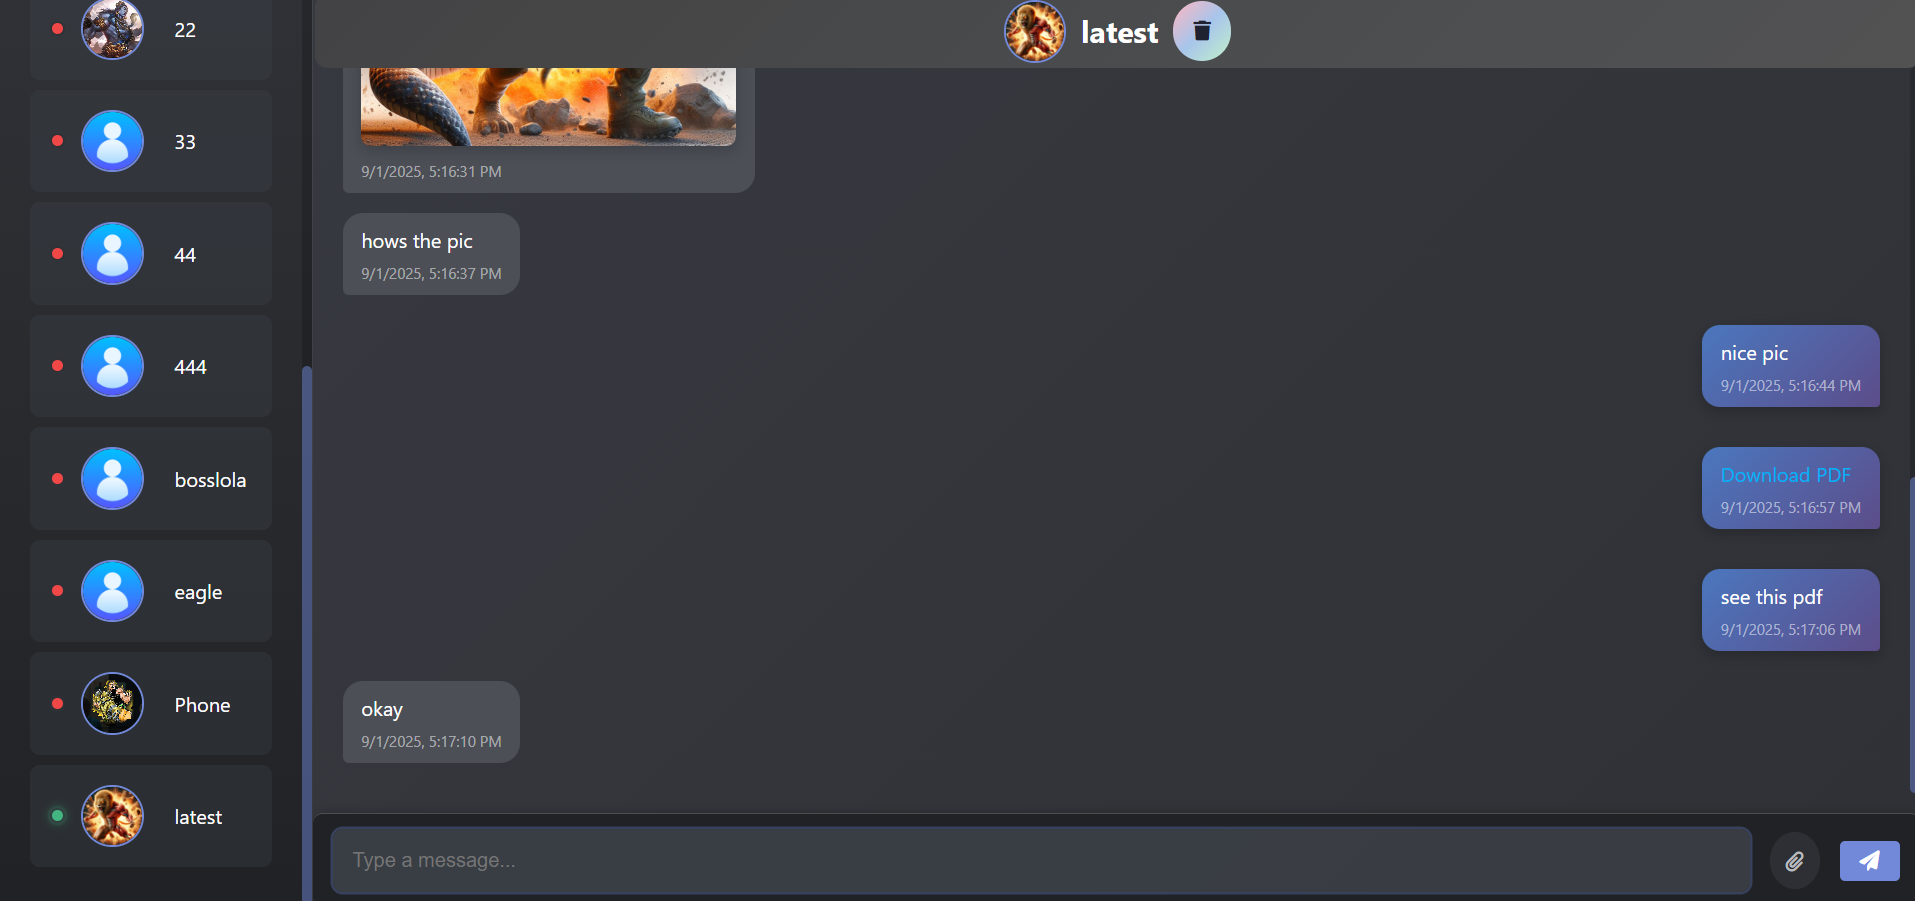 22
33
44
444
bosslola
eagle
Phone
latest
latest
9/1/2025, 5:16:31 PM
hows the pic
9/1/2025, 5:16:37 PM
nice pic
9/1/2025, 5:16:44 PM
Download PDF
9/1/2025, 5:16:57 PM
see this pdf
9/1/2025, 5:17:06 PM
okay
9/1/2025, 5:17:10 PM
Type a message...